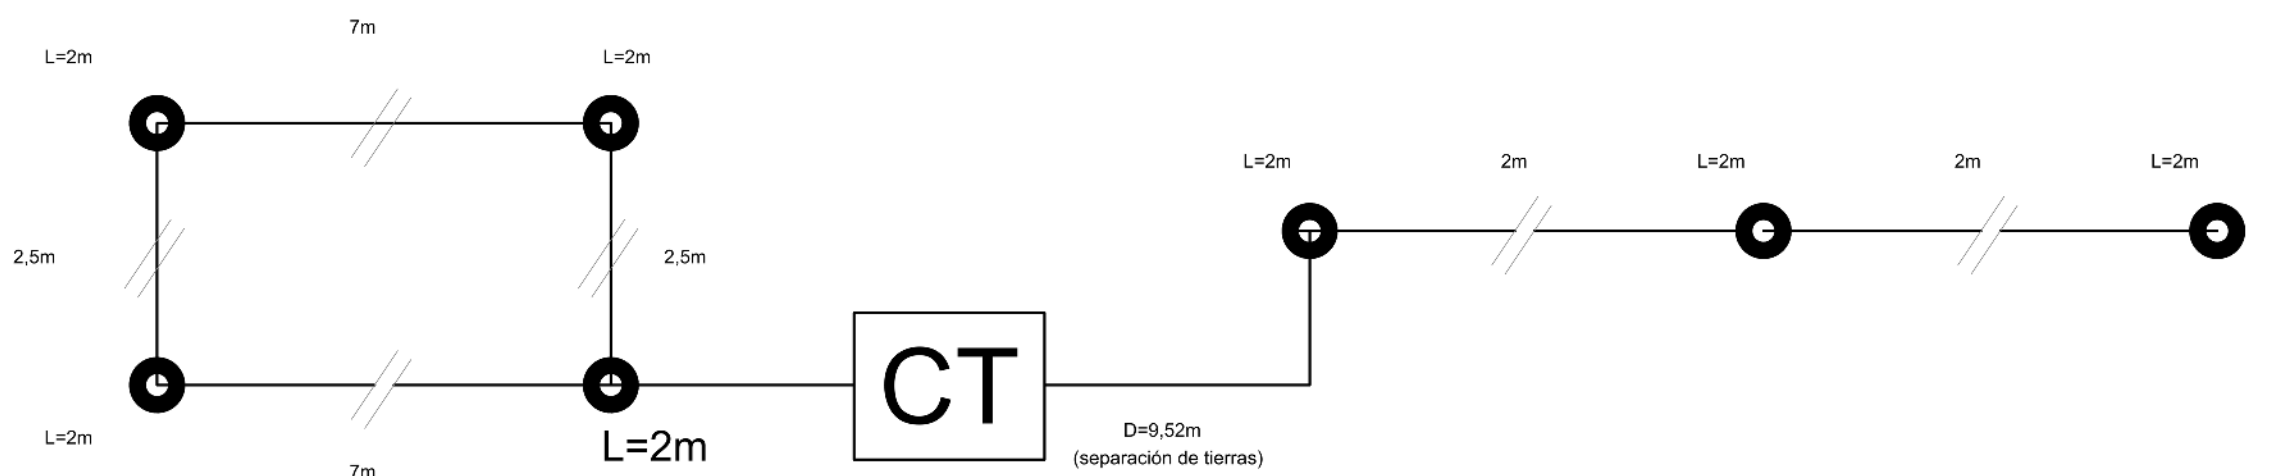 7m
L=2m
L=2m
L=2m
2m
L=2m
2m
L=2m
2,5m
2,5m
CT
L=2m
L=2m
D=9,52m
(separación de tierras)
7m